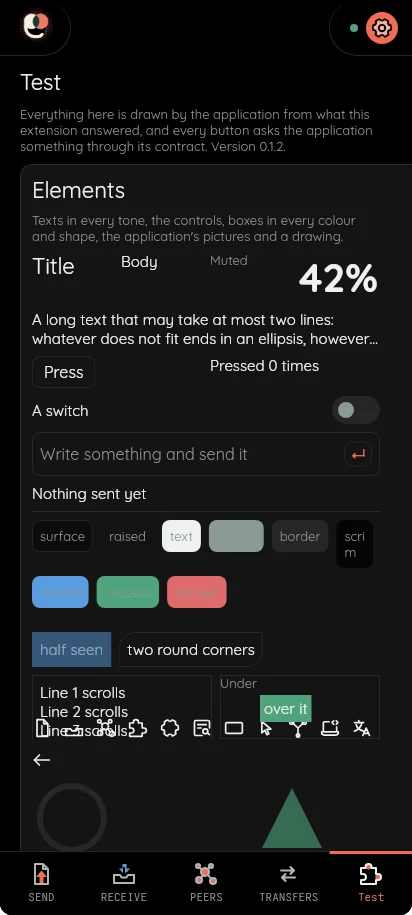 Test
Everything here is drawn by the application from what this
extension answered, and every button asks the application
something through its contract. Version 0.1.2.
Elements
Texts in every tone, the controls, boxes in every colour
and shape, the application's pictures and a drawing.
Title Body Muted 42%
A long text that may take at most two lines:
whatever does not fit ends in an ellipsis, however...
Press Pressed 0 times
A switch
Write something and send it
Nothing sent yet
surface raised text border scri
m
half seen two round corners
Line 1 scrolls Under
Line 2 scrolls over it
Line 3 scrolls
SEND RECEIVE PEERS TRANSFERS Test